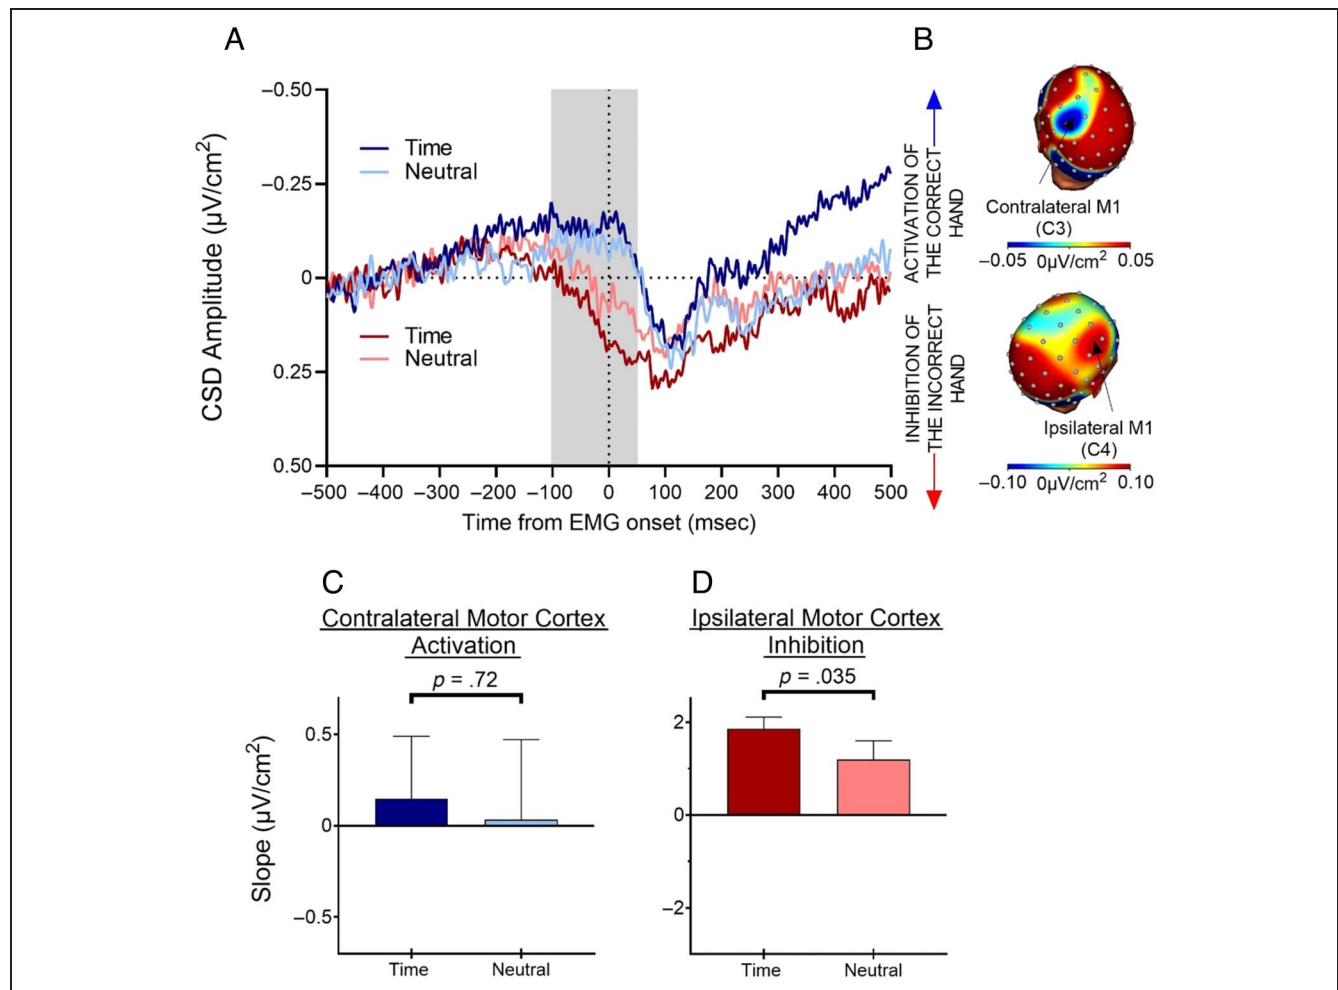 A
B
−0.50
−0.25
0
0.25
0.50
CSD Amplitude (µV/cm²)
Time
Neutral
Time
Neutral
−500
−400
−300
−200
−100
0
100
200
300
400
500
Time from EMG onset (msec)
ACTIVATION OF
THE CORRECT
HAND
INHIBITION OF
THE INCORRECT
HAND
Contralateral M1
(C3)
−0.05 0µV/cm² 0.05
Ipsilateral M1
(C4)
−0.10 0µV/cm² 0.10
C
Contralateral Motor Cortex
Activation
p = .72
0.5
0
−0.5
Slope (µV/cm²)
Time
Neutral
D
Ipsilateral Motor Cortex
Inhibition
p = .035
2
0
−2
Time
Neutral